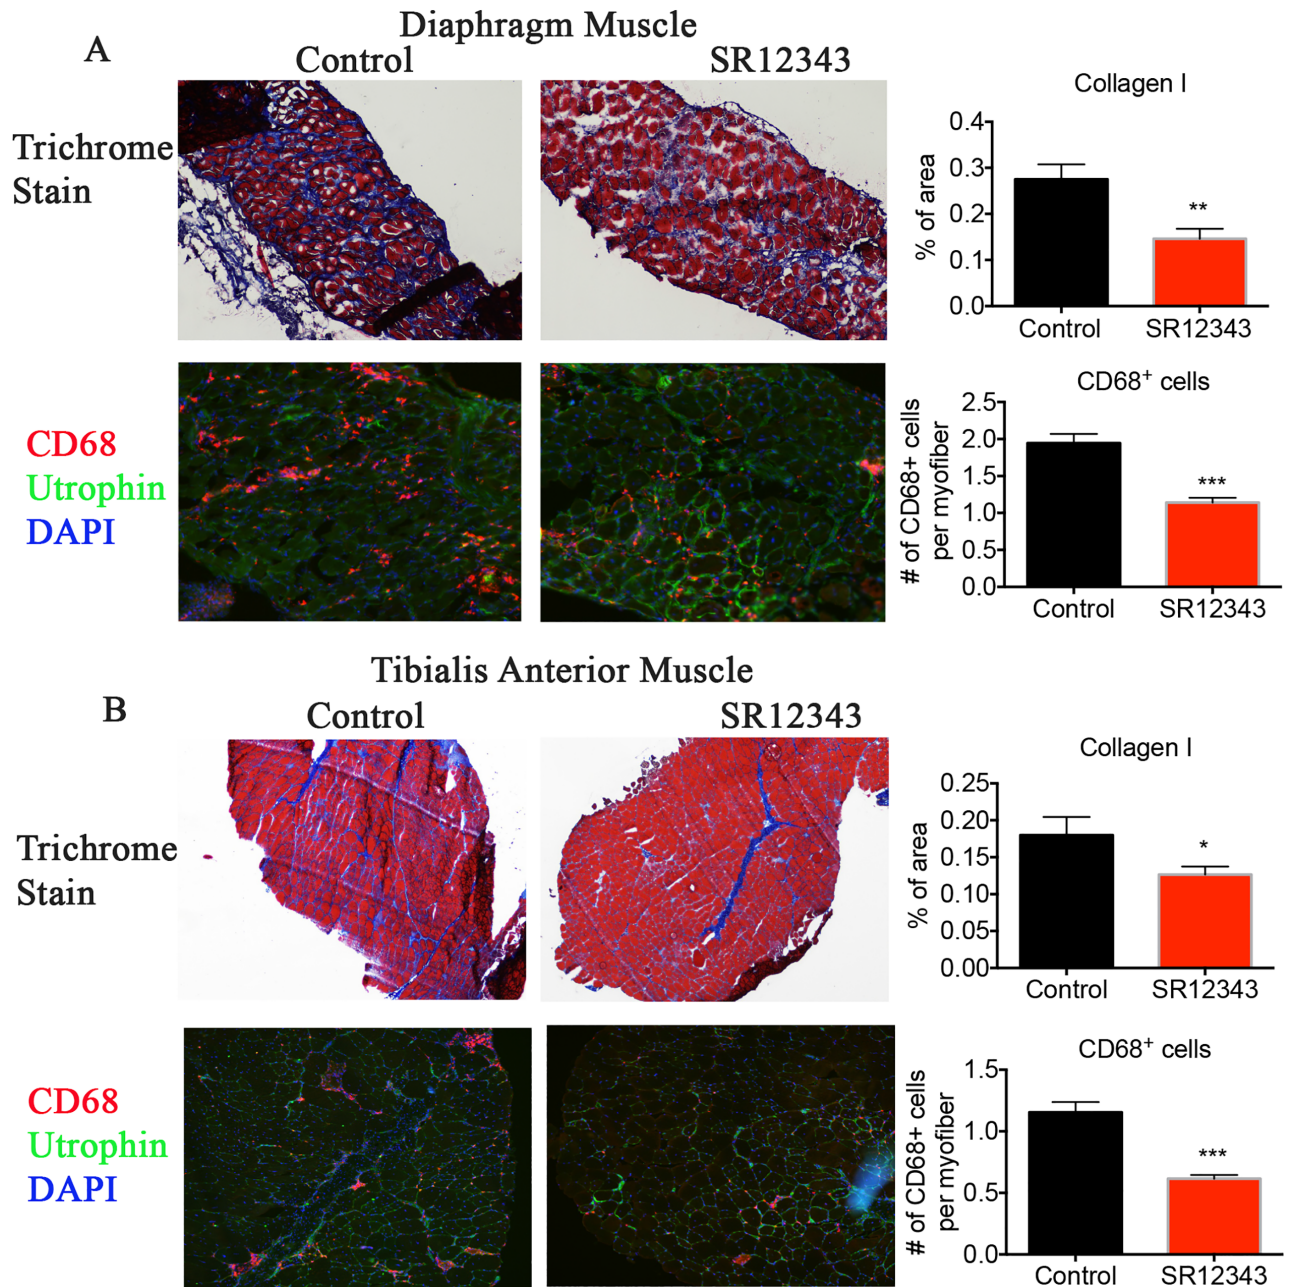 Diaphragm Muscle
A
Control
SR12343
Trichrome
Stain
Collagen I
% of area
0.4
0.3
0.2
0.1
0.0
**
Control
SR12343
CD68
Utrophin
DAPI
CD68+ cells
# of CD68+ cells
per myofiber
2.5
2.0
1.5
1.0
0.5
0.0
***
Control
SR12343
Tibialis Anterior Muscle
B
Control
SR12343
Trichrome
Stain
Collagen I
% of area
0.25
0.20
0.15
0.10
0.05
0.00
*
Control
SR12343
CD68
Utrophin
DAPI
CD68+ cells
# of CD68+ cells
per myofiber
1.5
1.0
0.5
0.0
***
Control
SR12343